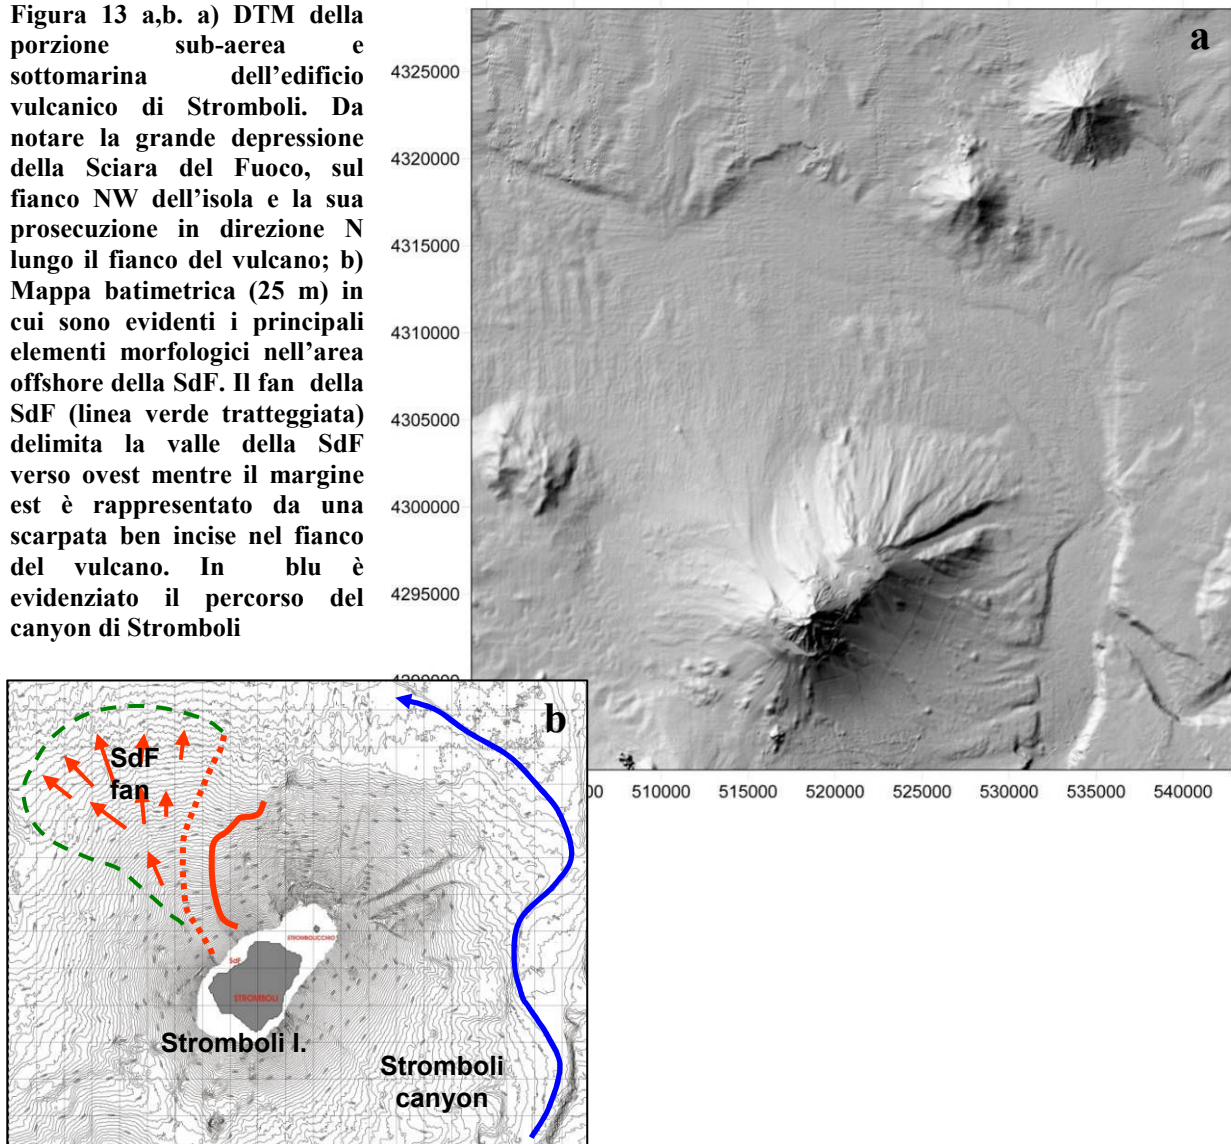 Figura 13 a,b. a) DTM della
porzione sub-aerea e
sottomarina dell'edificio
vulcanico di Stromboli. Da
notare la grande depressione
della Sciara del Fuoco, sul
fianco NW dell'isola e la sua
prosecuzione in direzione N
lungo il fianco del vulcano; b)
Mappa batimetrica (25 m) in
cui sono evidenti i principali
elementi morfologici nell'area
offshore della SdF. Il fan della
SdF (linea verde tratteggiata)
delimita la valle della SdF
verso ovest mentre il margine
est è rappresentato da una
scarpata ben incise nel fianco
del vulcano. In blu è
evidenziato il percorso del
canyon di Stromboli
a
4325000
4320000
4315000
4310000
4305000
4300000
4295000
00 510000 515000 520000 525000 530000 535000 540000
b
SdF
fan
STROMBOLICCHIO
SdF
STROMBOLI
Stromboli I.
Stromboli
canyon